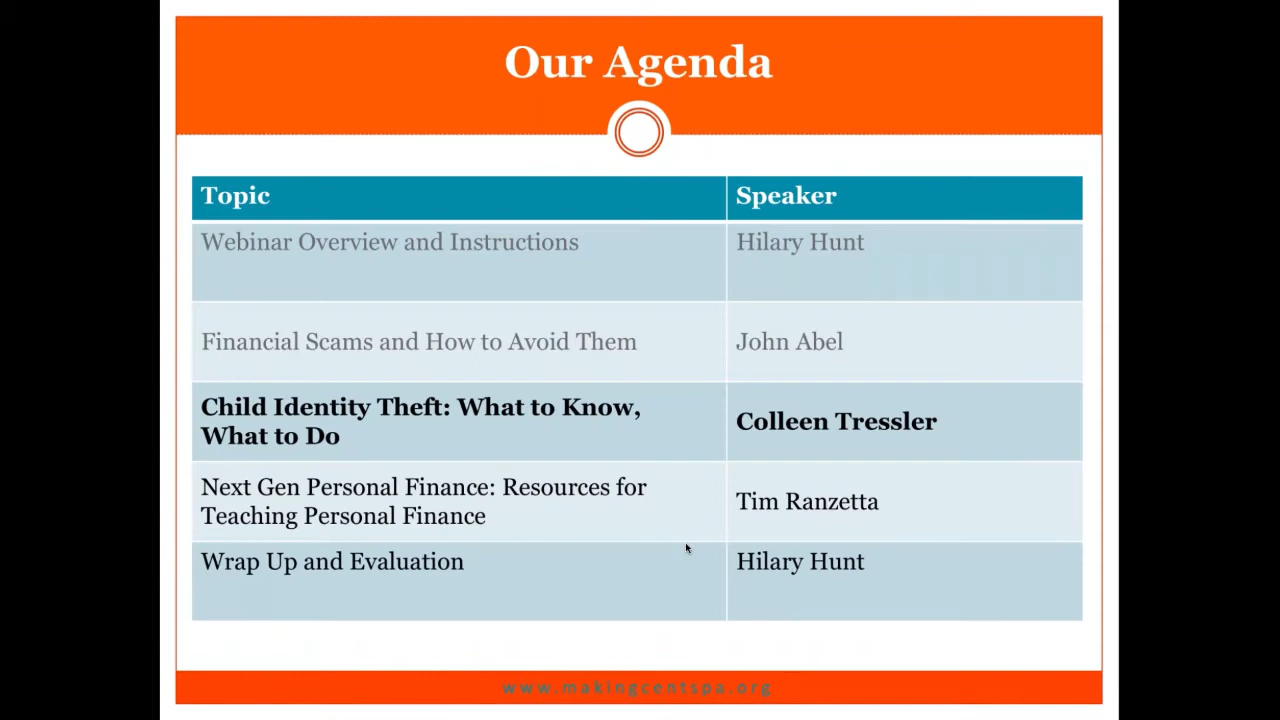 Our Agenda
Topic Speaker
Webinar Overview and Instructions Hilary Hunt
Financial Scams and How to Avoid Them John Abel
Child Identity Theft: What to Know,
What to Do
Colleen Tressler
Next Gen Personal Finance: Resources for
Teaching Personal Finance
Tim Ranzetta
Wrap Up and Evaluation Hilary Hunt
www.makingcentspa.org